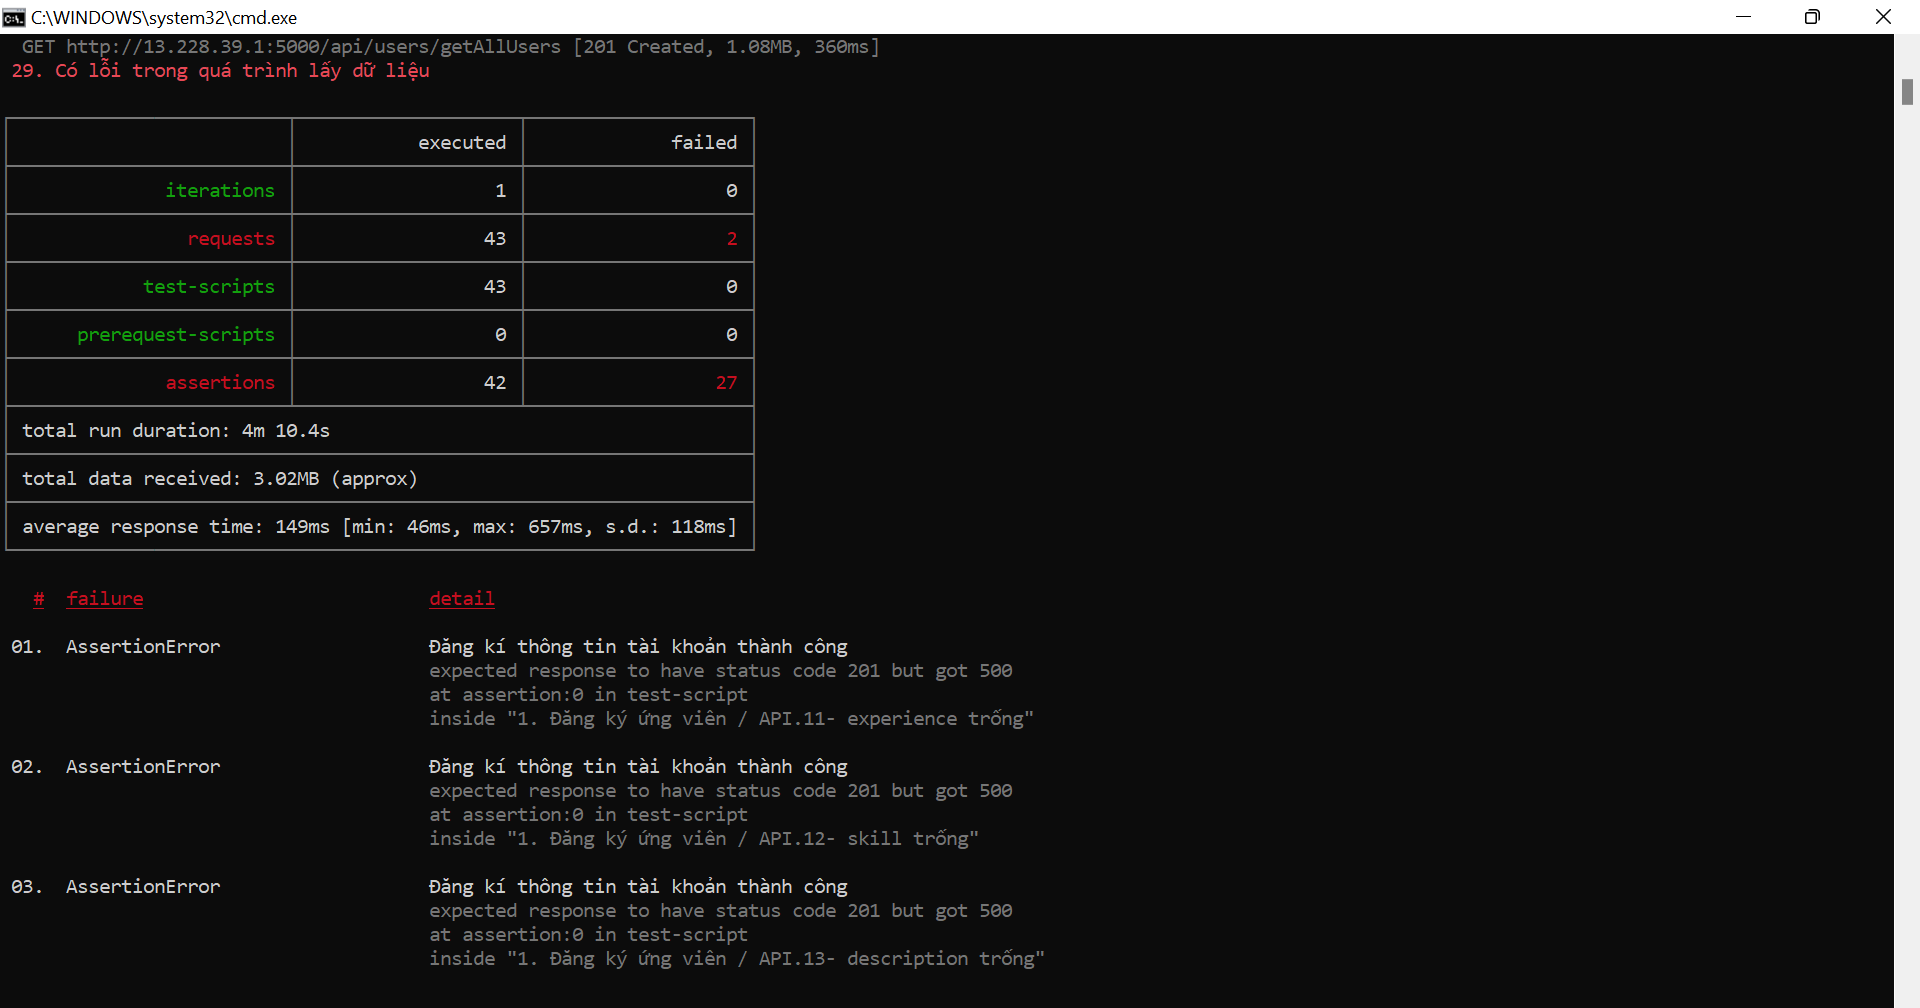 C:\WINDOWS\system32\cmd.exe
GET http://13.228.39.1:5000/api/users/getAllUsers [201 Created, 1.08MB, 360ms]
29. Có lỗi trong quá trình lấy dữ liệu
executed failed
iterations 1 0
requests 43 2
test-scripts 43 0
prerequest-scripts 0 0
assertions 42 27
total run duration: 4m 10.4s
total data received: 3.02MB (approx)
average response time: 149ms [min: 46ms, max: 657ms, s.d.: 118ms]
# failure detail
01. AssertionError Đăng kí thông tin tài khoản thành công
expected response to have status code 201 but got 500
at assertion:0 in test-script
inside "1. Đăng ký ứng viên / API.11- experience trống"
02. AssertionError Đăng kí thông tin tài khoản thành công
expected response to have status code 201 but got 500
at assertion:0 in test-script
inside "1. Đăng ký ứng viên / API.12- skill trống"
03. AssertionError Đăng kí thông tin tài khoản thành công
expected response to have status code 201 but got 500
at assertion:0 in test-script
inside "1. Đăng ký ứng viên / API.13- description trống"